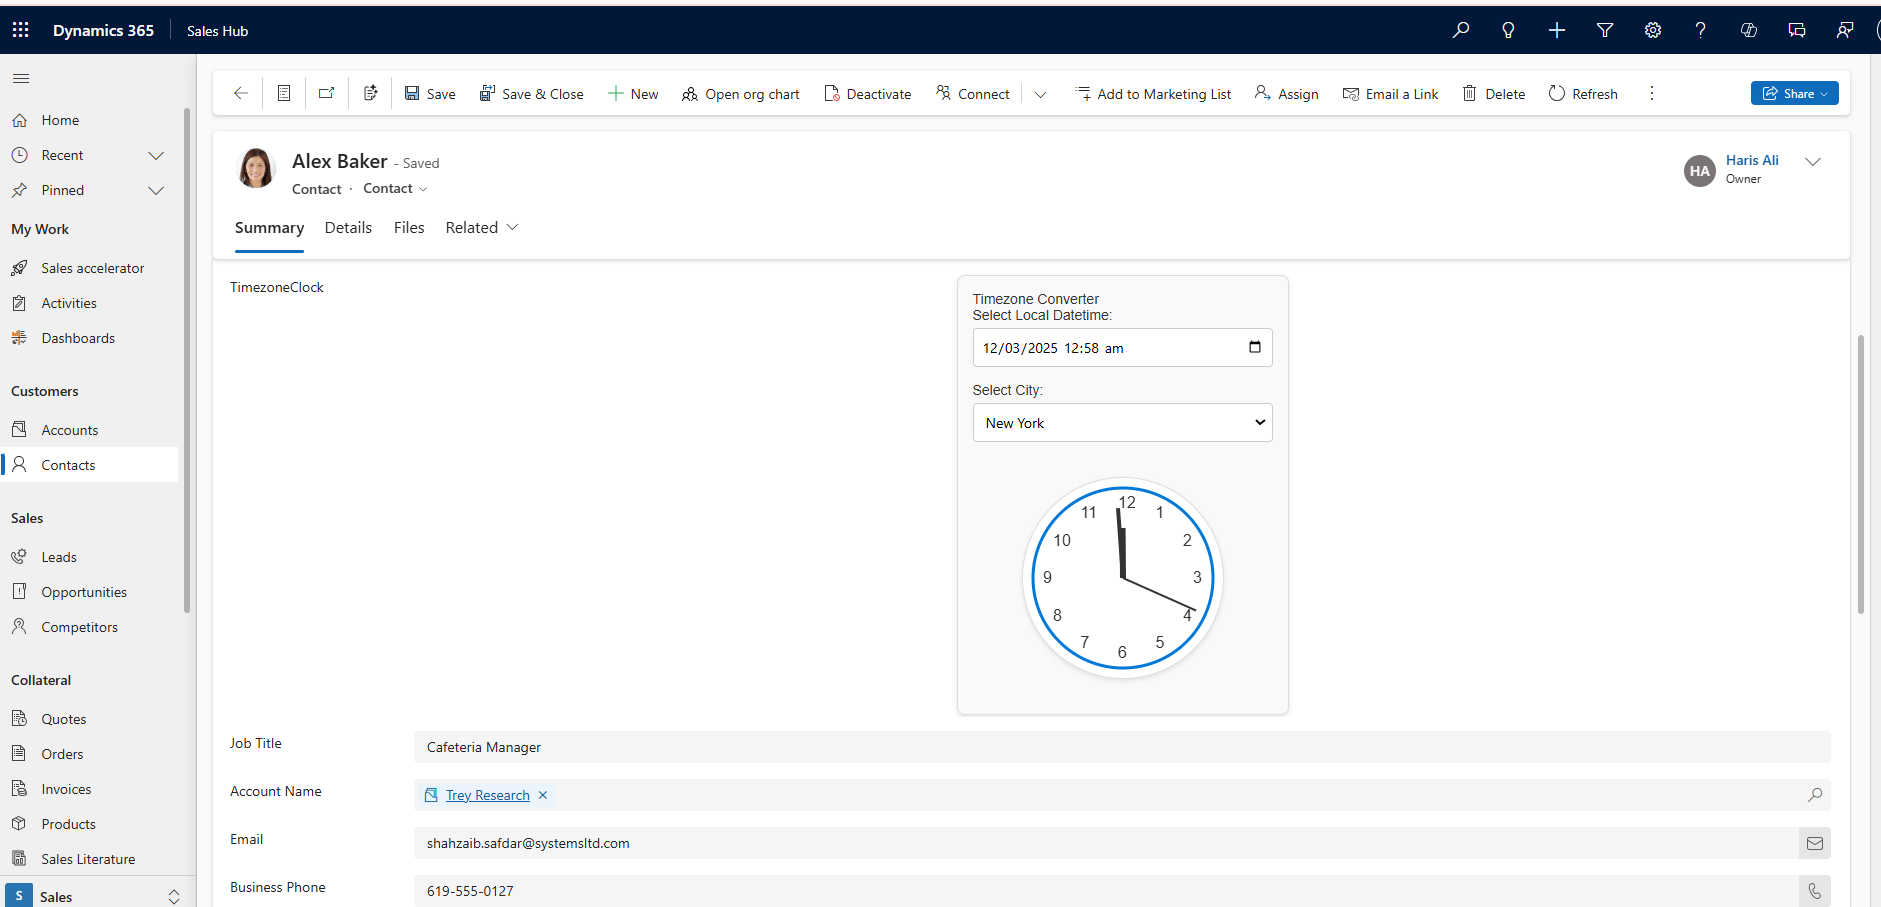 Dynamics 365 Sales Hub
Save Save & Close New Open org chart Deactivate Connect Add to Marketing List Assign Email a Link Delete Refresh Share
Home
Recent
Pinned
My Work
Sales accelerator
Activities
Dashboards
Customers
Accounts
Contacts
Sales
Leads
Opportunities
Competitors
Collateral
Quotes
Orders
Invoices
Products
Sales Literature
S Sales
Alex Baker - Saved
Contact · Contact
HA Haris Ali
Owner
Summary Details Files Related
TimezoneClock
Timezone Converter
Select Local Datetime:
12/03/2025 12:58 am
Select City:
New York
12
11 1
10 2
9 3
8 4
7 5
6
Job Title Cafeteria Manager
Account Name Trey Research
Email shahzaib.safdar@systemsltd.com
Business Phone 619-555-0127